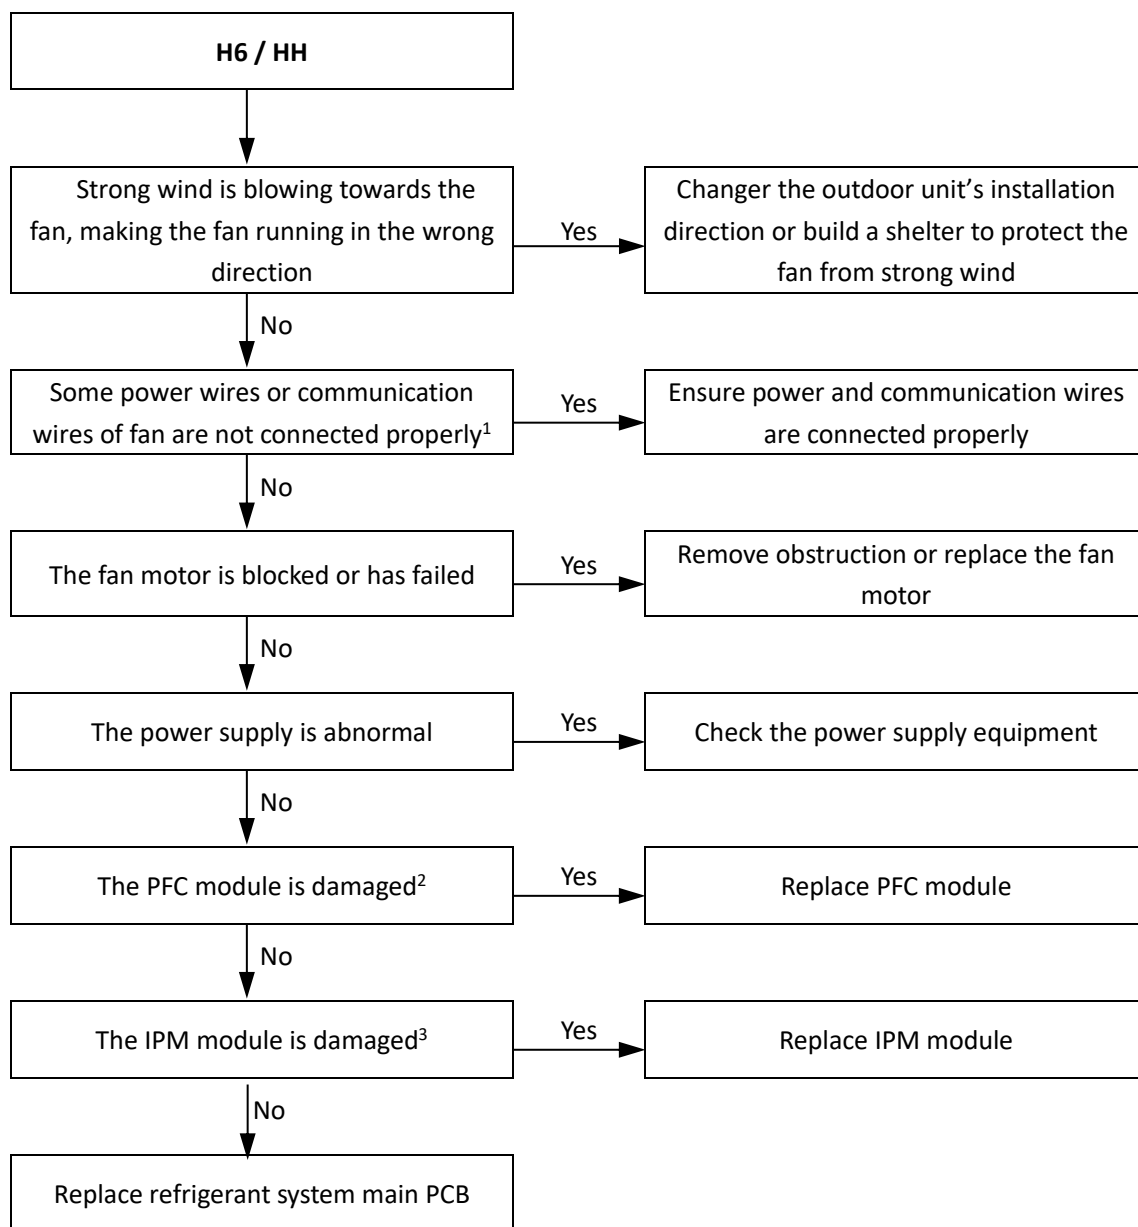 H6 / HH
Strong wind is blowing towards the
fan, making the fan running in the wrong
direction
Yes
Changer the outdoor unit’s installation
direction or build a shelter to protect the
fan from strong wind
No
Some power wires or communication
wires of fan are not connected properly¹
Yes
Ensure power and communication wires
are connected properly
No
The fan motor is blocked or has failed
Yes
Remove obstruction or replace the fan
motor
No
The power supply is abnormal
Yes
Check the power supply equipment
No
The PFC module is damaged²
Yes
Replace PFC module
No
The IPM module is damaged³
Yes
Replace IPM module
No
Replace refrigerant system main PCB